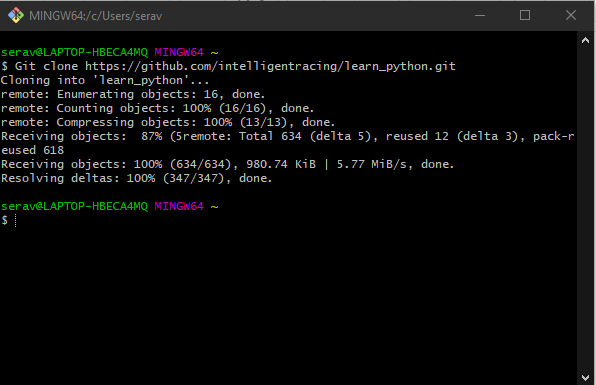 MINGW64:/c/Users/serav
serav@LAPTOP-HBECA4MQ MINGW64 ~
$ Git clone https://github.com/intelligentracing/learn_python.git
Cloning into 'learn_python'...
remote: Enumerating objects: 16, done.
remote: Counting objects: 100% (16/16), done.
remote: Compressing objects: 100% (13/13), done.
Receiving objects:  87% (5remote: Total 634 (delta 5), reused 12 (delta 3), pack-r
eused 618
Receiving objects: 100% (634/634), 980.74 KiB | 5.77 MiB/s, done.
Resolving deltas: 100% (347/347), done.
serav@LAPTOP-HBECA4MQ MINGW64 ~
$